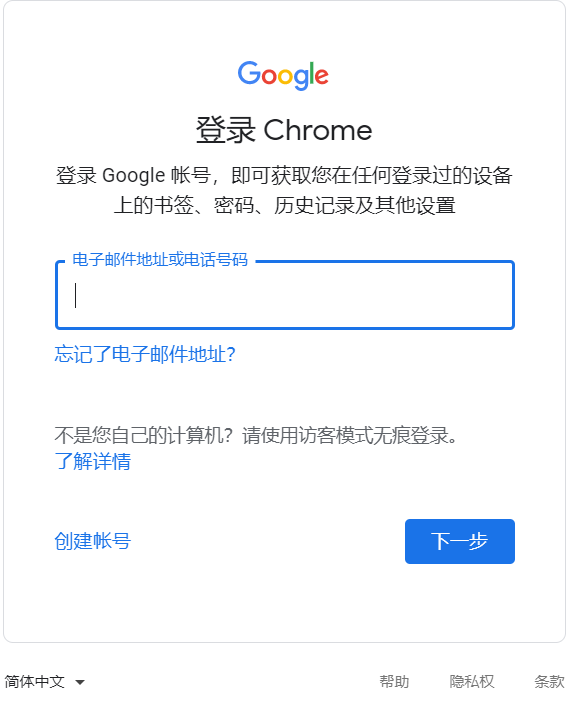 Google
登录 Chrome
登录 Google 帐号，即可获取您在任何登录过的设备
上的书签、密码、历史记录及其他设置
电子邮件地址或电话号码
忘记了电子邮件地址？
不是您自己的计算机？请使用访客模式无痕登录。
了解详情
创建帐号 下一步
简体中文 帮助 隐私权 条款